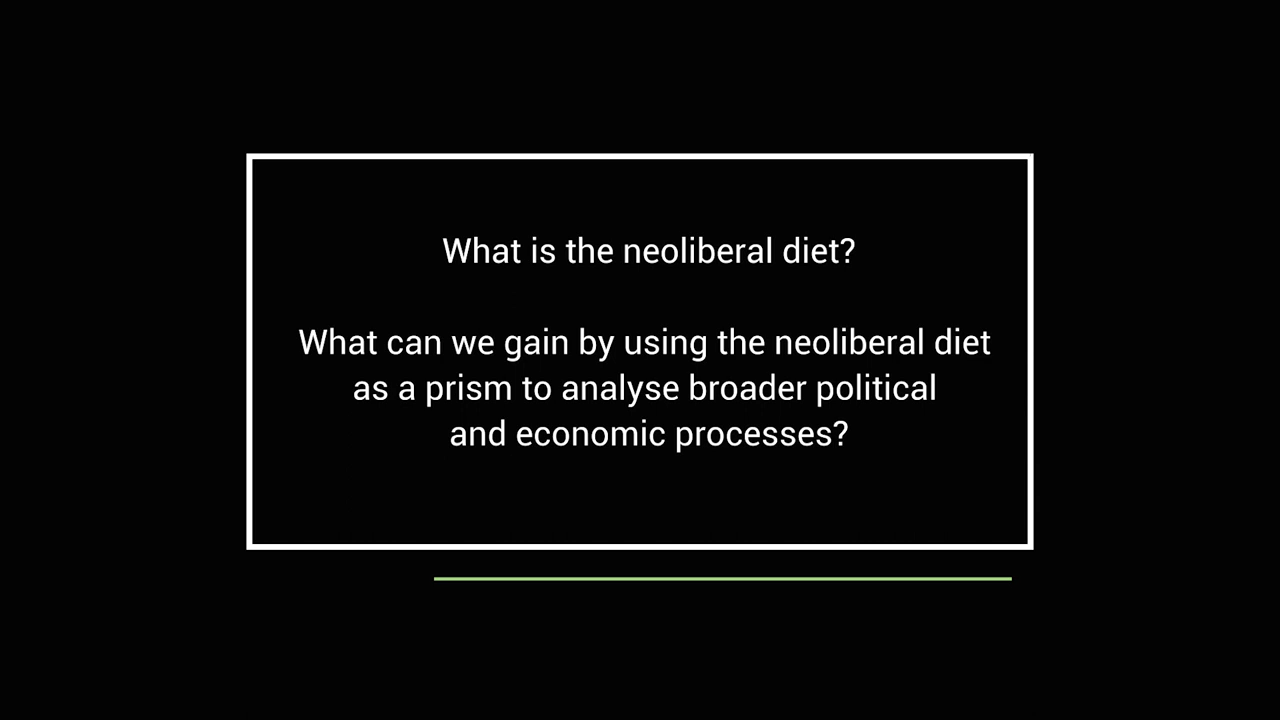 What is the neoliberal diet?
What can we gain by using the neoliberal diet
as a prism to analyse broader political
and economic processes?